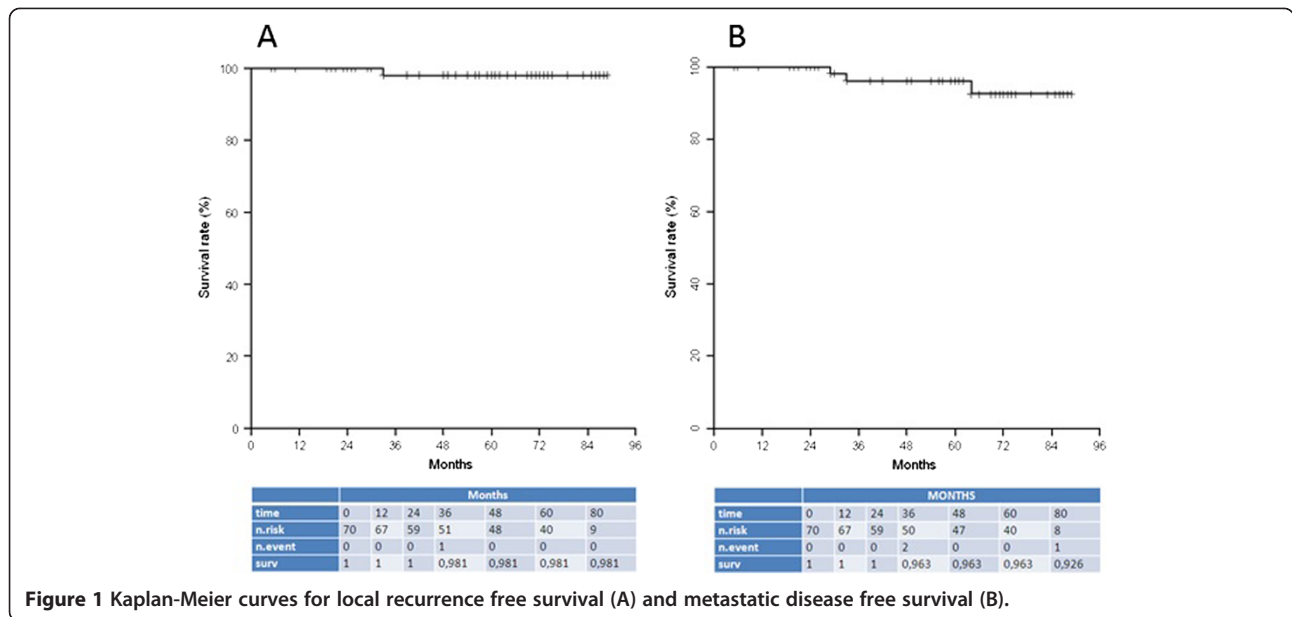 A
100
80
60
40
20
0
Survival rate (%)
0 12 24 36 48 60 72 84 96
Months
Months
time 0 12 24 36 48 60 80
n.risk 70 67 59 51 48 40 9
n.event 0 0 0 1 0 0 0
surv 1 1 1 0,981 0,981 0,981 0,981
B
100
80
60
40
20
0
Survival rate (%)
0 12 24 36 48 60 72 84 96
Months
MONTHS
time 0 12 24 36 48 60 80
n.risk 70 67 59 50 47 40 8
n.event 0 0 0 2 0 0 1
surv 1 1 1 0,963 0,963 0,963 0,926
Figure 1 Kaplan-Meier curves for local recurrence free survival (A) and metastatic disease free survival (B).